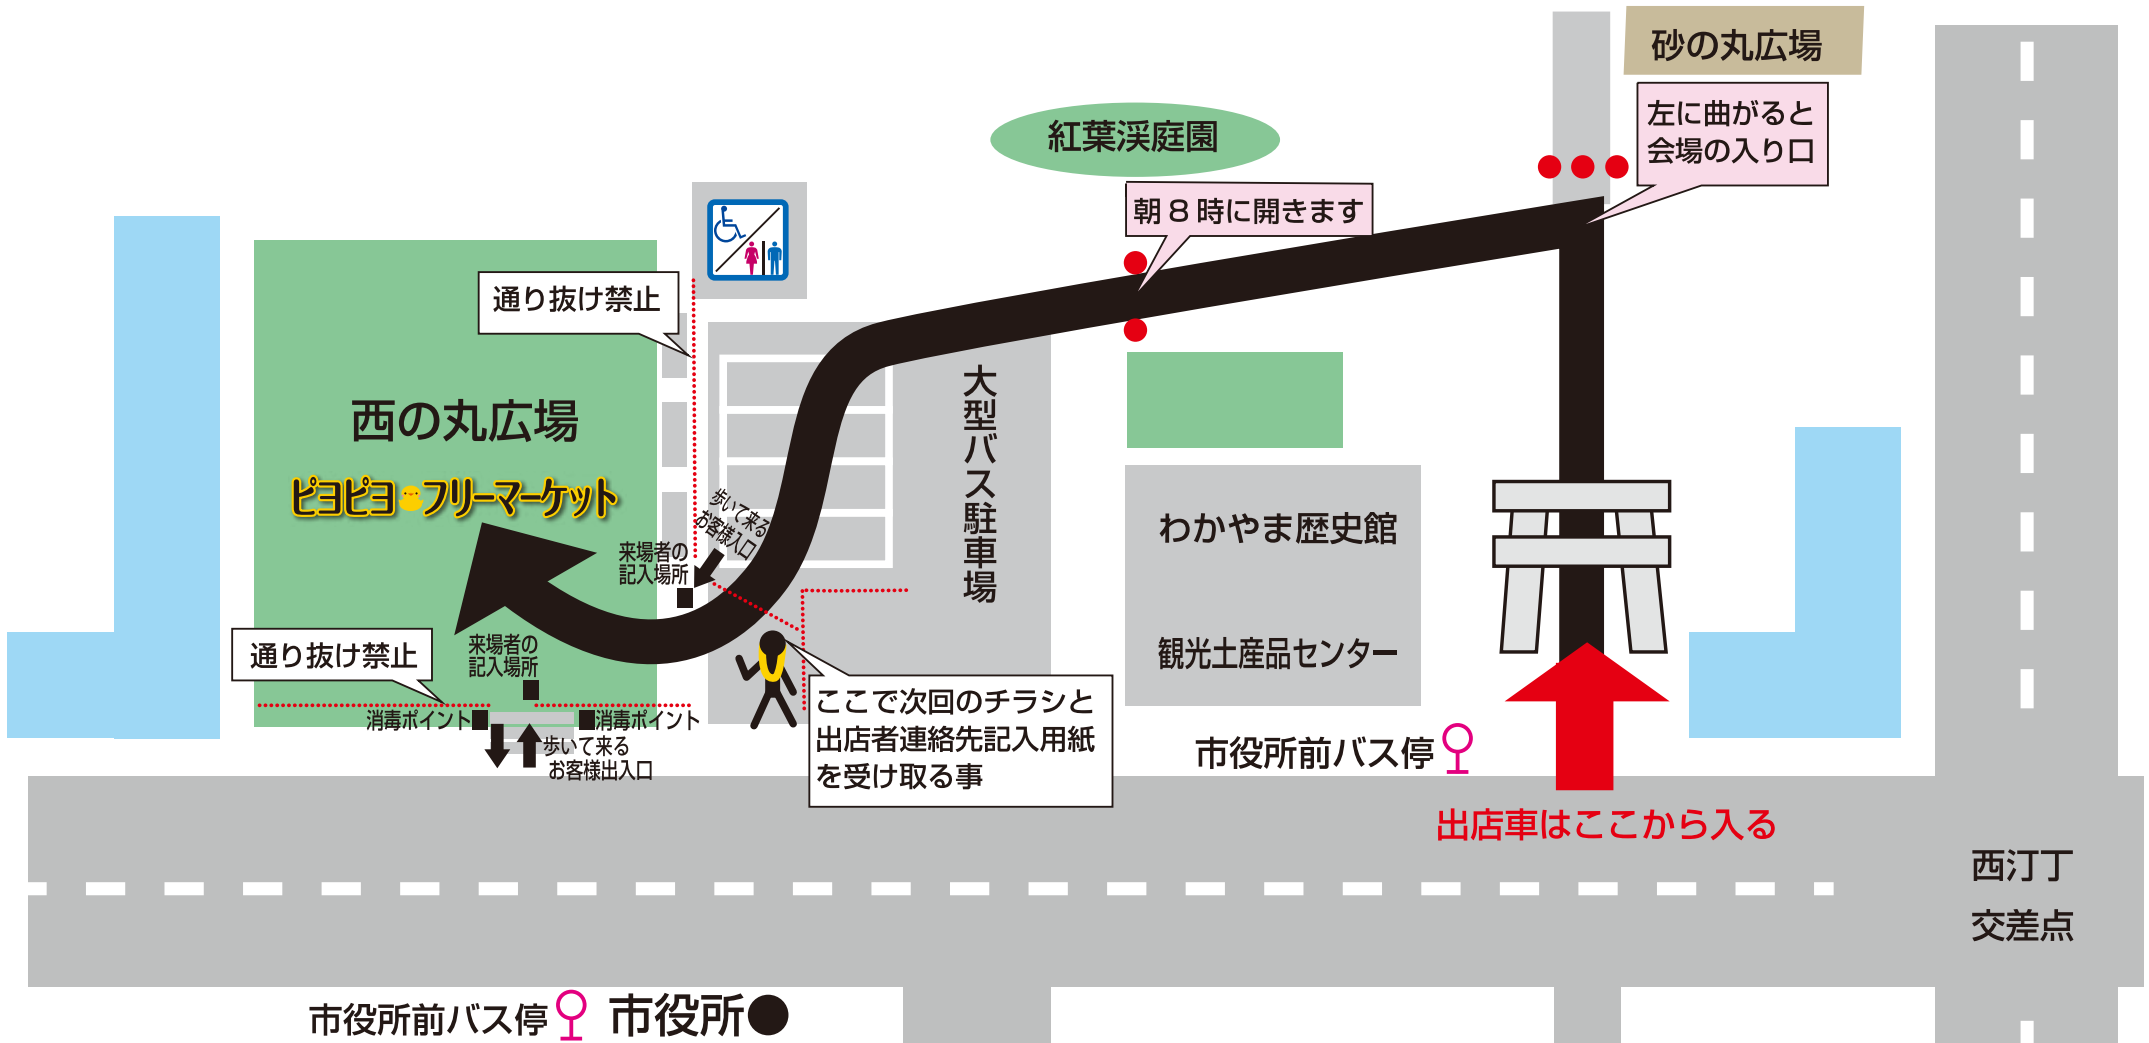 砂の丸広場
左に曲がると
会場の入り口
紅葉渓庭園
朝8時に開きます
通り抜け禁止
西の丸広場
ピヨピヨフリーマーケット
大型バス駐車場
歩いて来る
お客様入口
来場者の
記入場所
わかやま歴史館
観光土産品センター
通り抜け禁止
来場者の
記入場所
消毒ポイント
消毒ポイント
歩いて来る
お客様出入口
ここで次回のチラシと
出店者連絡先記入用紙
を受け取る事
市役所前バス停
出店車はここから入る
西汀丁
交差点
市役所前バス停
市役所